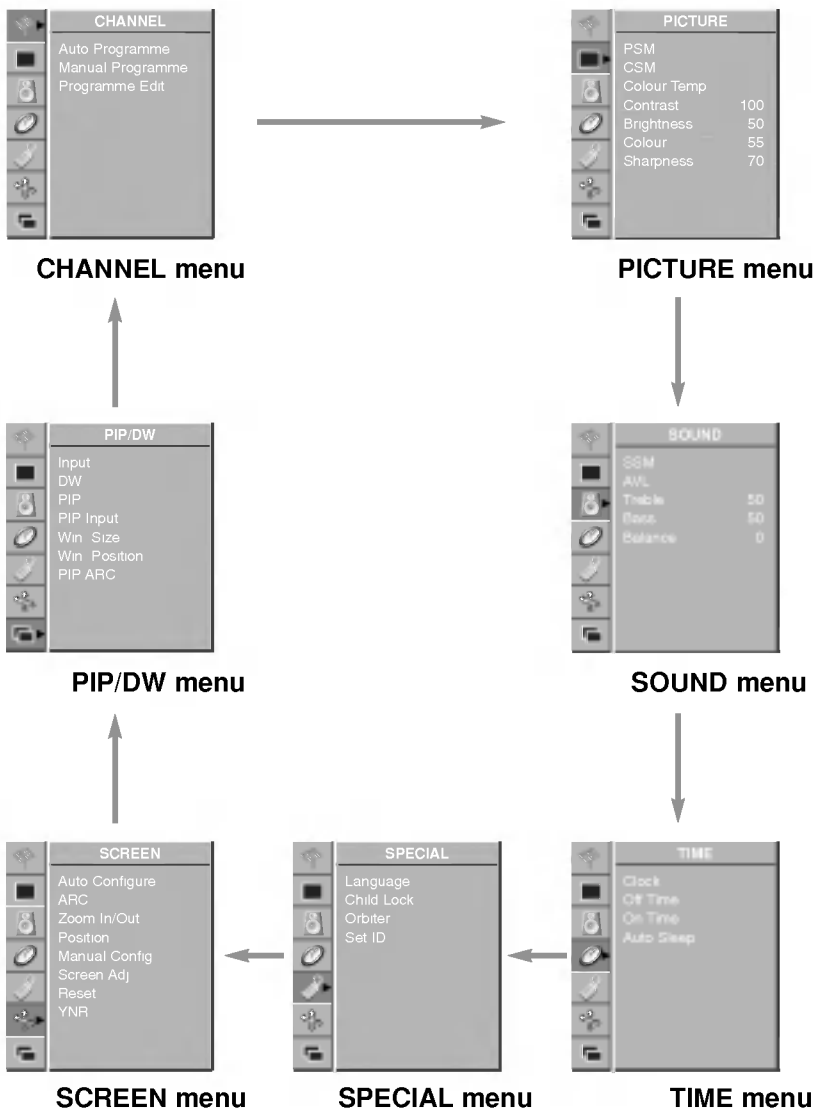 CHANNEL
Auto Programme
Manual Programme
Programme Edit
CHANNEL menu
PICTURE
PSM
CSM
Colour Temp
Contrast 100
Brightness 50
Colour 55
Sharpness 70
PICTURE menu
PIP/DW
Input
DW
PIP
PIP Input
Win Size
Win Position
PIP ARC
PIP/DW menu
SOUND
SSM
AVL
Treble 50
Bass 50
Balance 0
SOUND menu
SCREEN
Auto Configure
ARC
Zoom In/Out
Position
Manual Config
Screen Adj
Reset
YNR
SCREEN menu
SPECIAL
Language
Child Lock
Orbiter
Set ID
SPECIAL menu
TIME
Clock
Off Time
On Time
Auto Sleep
TIME menu